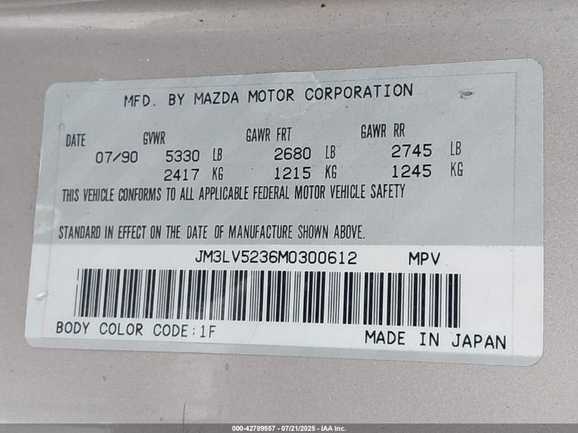 MFD. BY MAZDA MOTOR CORPORATION
DATE GVWR GAWR FRT GAWR RR
07/90 5330 LB 2680 LB 2745 LB
2417 KG 1215 KG 1245 KG
THIS VEHICLE CONFORMS TO ALL APPLICABLE FEDERAL MOTOR VEHICLE SAFETY
STANDARD IN EFFECT ON THE DATE OF MANUFACTURE SHOWN ABOVE.
JM3LV5236M0300612 MPV
BODY COLOR CODE:1F
MADE IN JAPAN
000-42789557 - 07/21/2025 - IAA Inc.